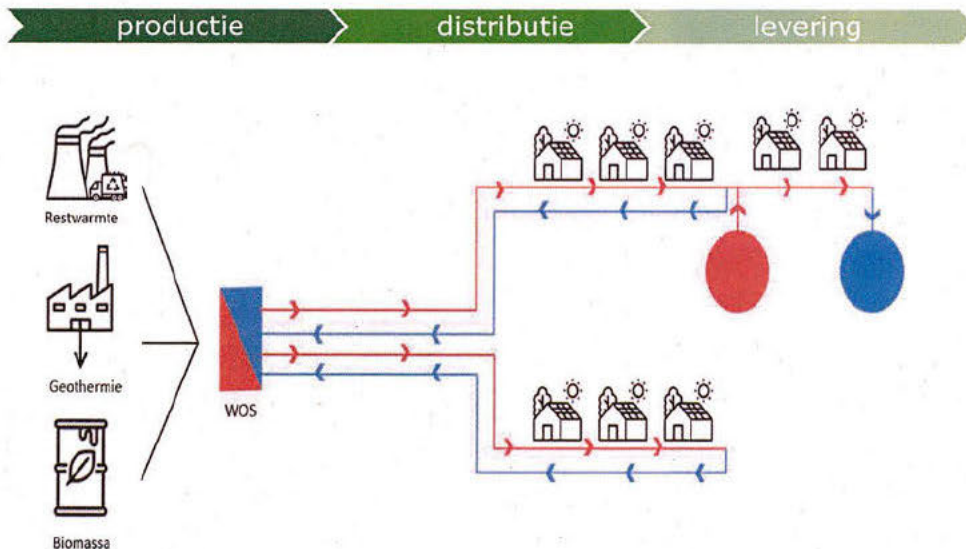 productie
distributie
levering
Restwarmte
Geothermie
WOS
Biomassa